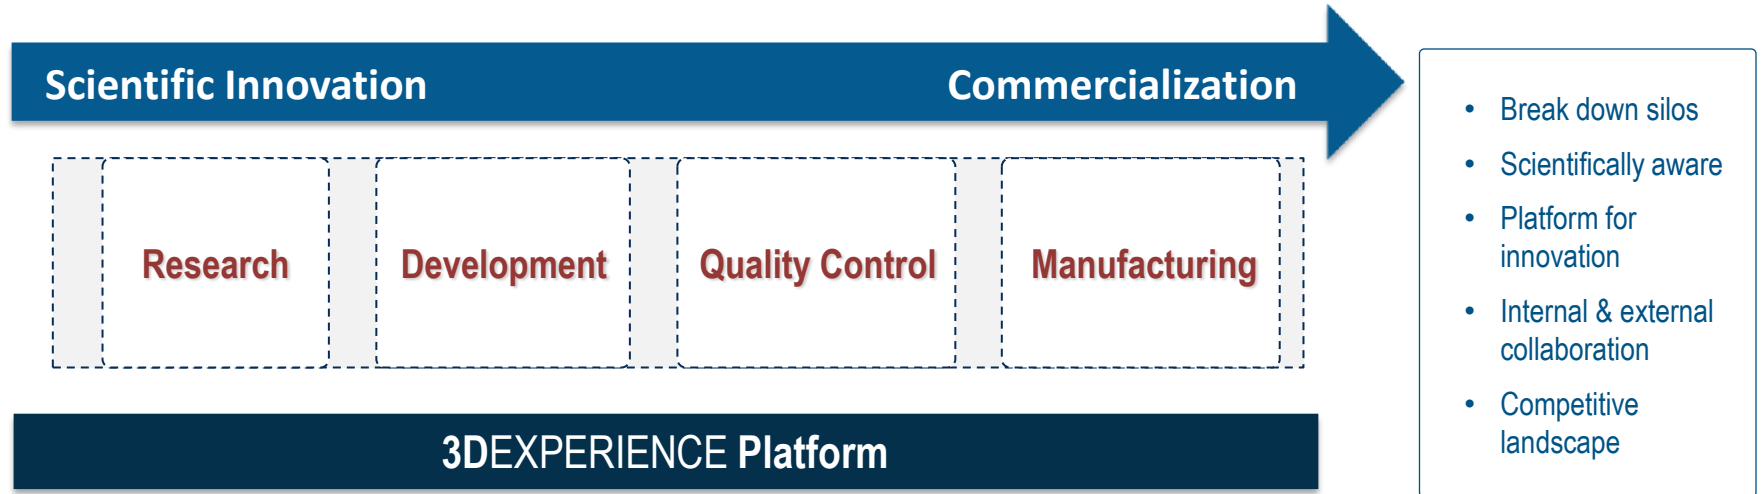 Scientific Innovation
Commercialization
Research
Development
Quality Control
Manufacturing
3DEXPERIENCE Platform
• Break down silos
• Scientifically aware
• Platform for
innovation
• Internal & external
collaboration
• Competitive
landscape